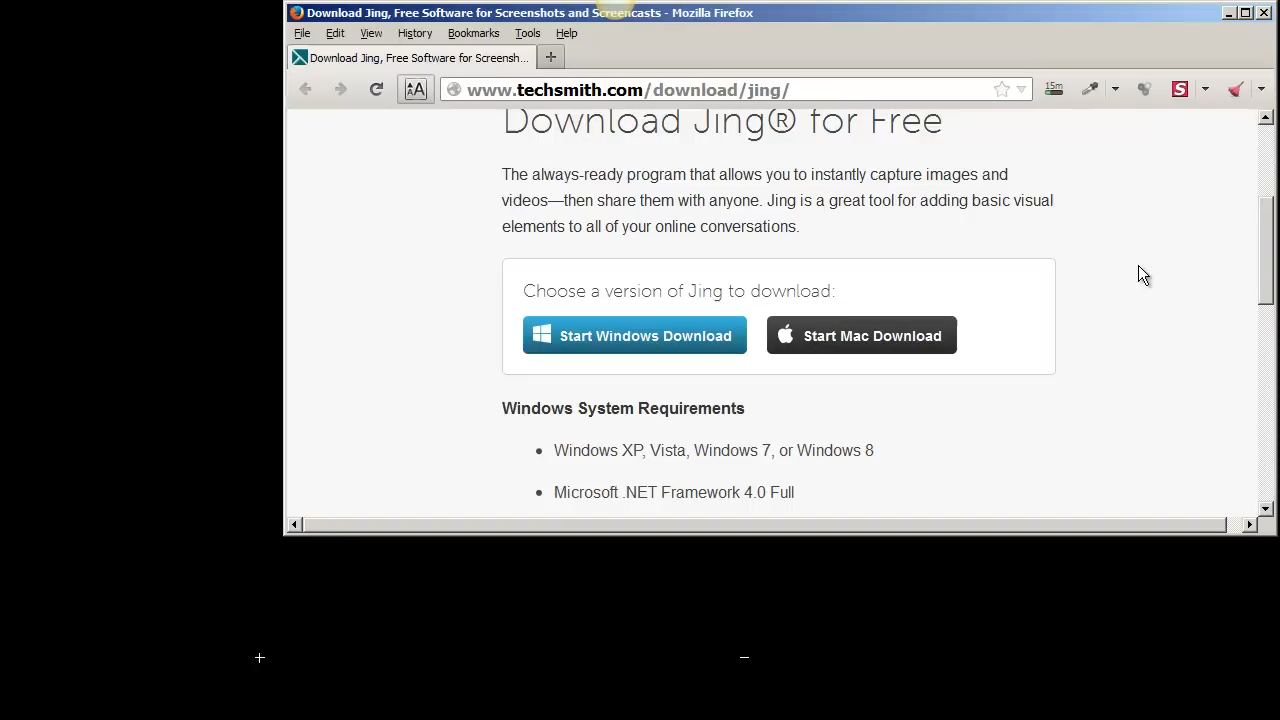 Download Jing, Free Software for Screenshots and Screencasts - Mozilla Firefox
File Edit View History Bookmarks Tools Help
Download Jing, Free Software for Screensh... +
AA www.techsmith.com/download/jing/ 15m S
Download Jing® for Free
The always-ready program that allows you to instantly capture images and
videos—then share them with anyone. Jing is a great tool for adding basic visual
elements to all of your online conversations.
Choose a version of Jing to download:
Start Windows Download Start Mac Download
Windows System Requirements
• Windows XP, Vista, Windows 7, or Windows 8
• Microsoft .NET Framework 4.0 Full
+ −